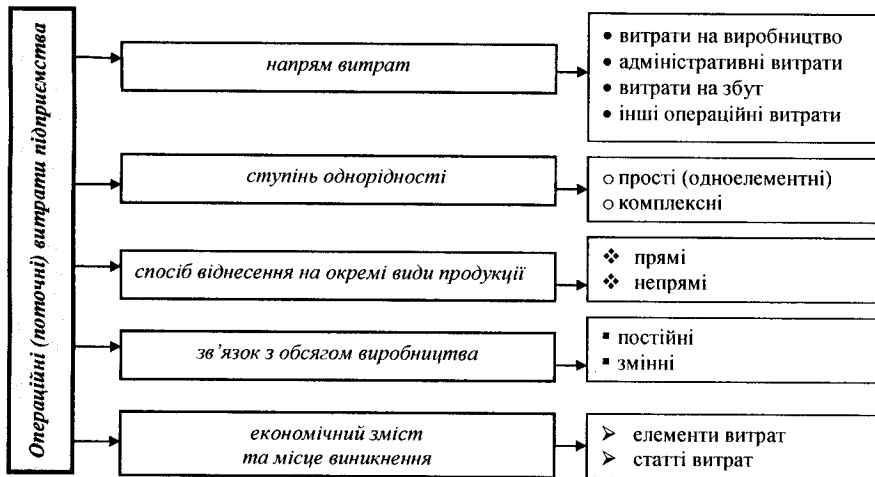 Операційні (поточні) витрати підприємства
напрям витрат
• витрати на виробництво
• адміністративні витрати
• витрати на збут
• інші операційні витрати
ступінь однорідності
○ прості (одноелементні)
○ комплексні
спосіб віднесення на окремі види продукції
❖ прямі
❖ непрямі
зв’язок з обсягом виробництва
▪ постійні
▪ змінні
економічний зміст
та місце виникнення
➢ елементи витрат
➢ статті витрат